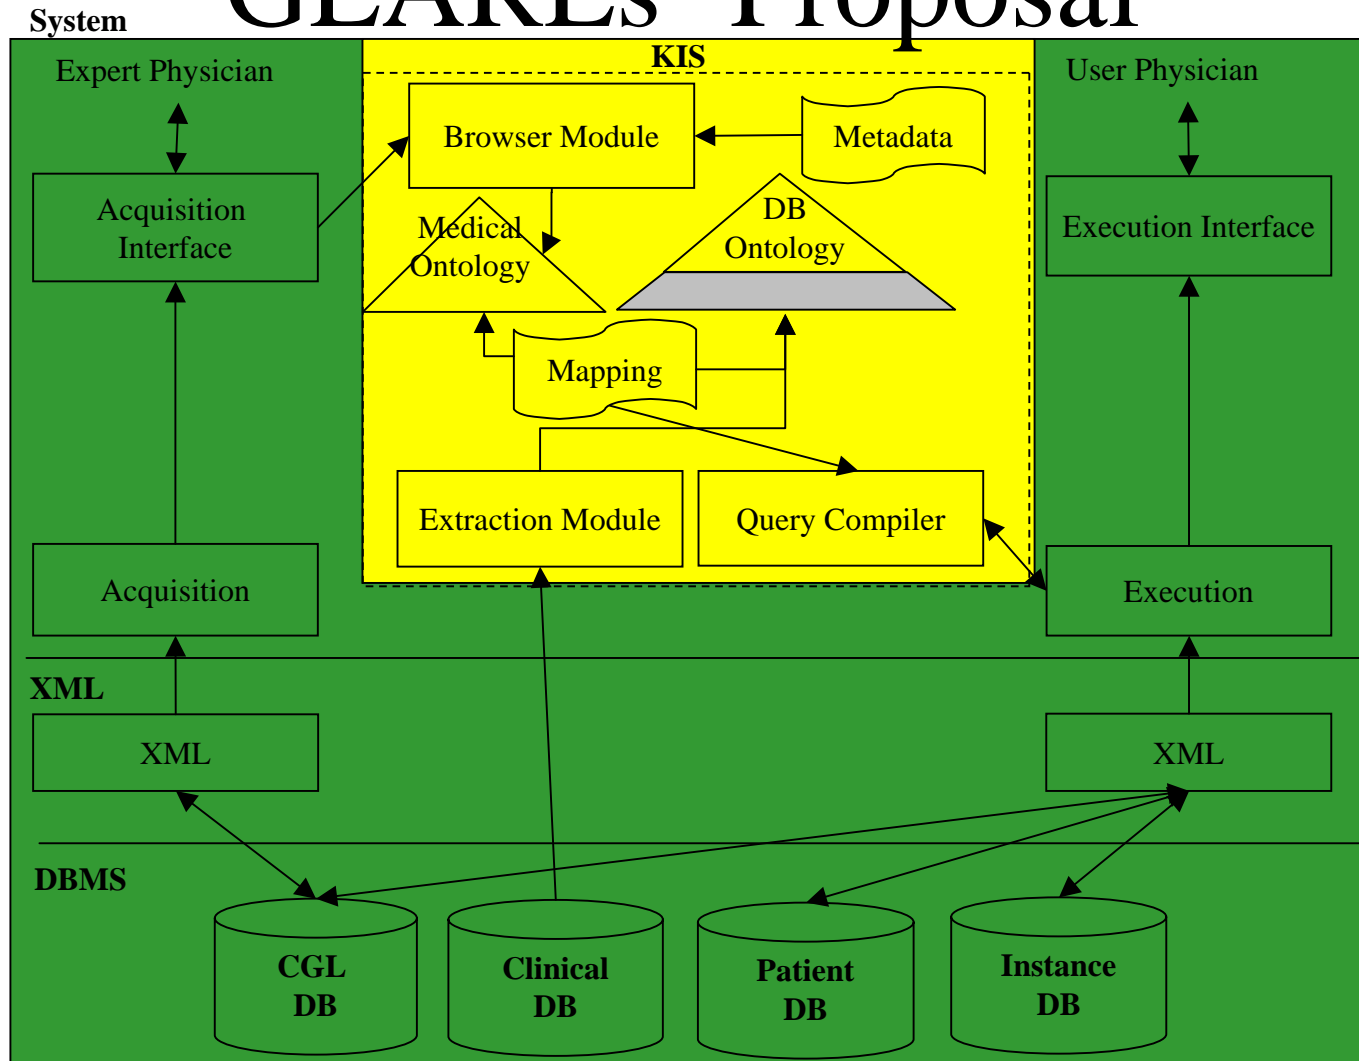 Proposal
System
KIS
Expert Physician
User Physician
Browser Module
Metadata
Acquisition
Interface
Medical
Ontology
DB
Ontology
Execution Interface
Mapping
Extraction Module
Query Compiler
Acquisition
Execution
XML
XML
XML
DBMS
CGL
DB
Clinical
DB
Patient
DB
Instance
DB